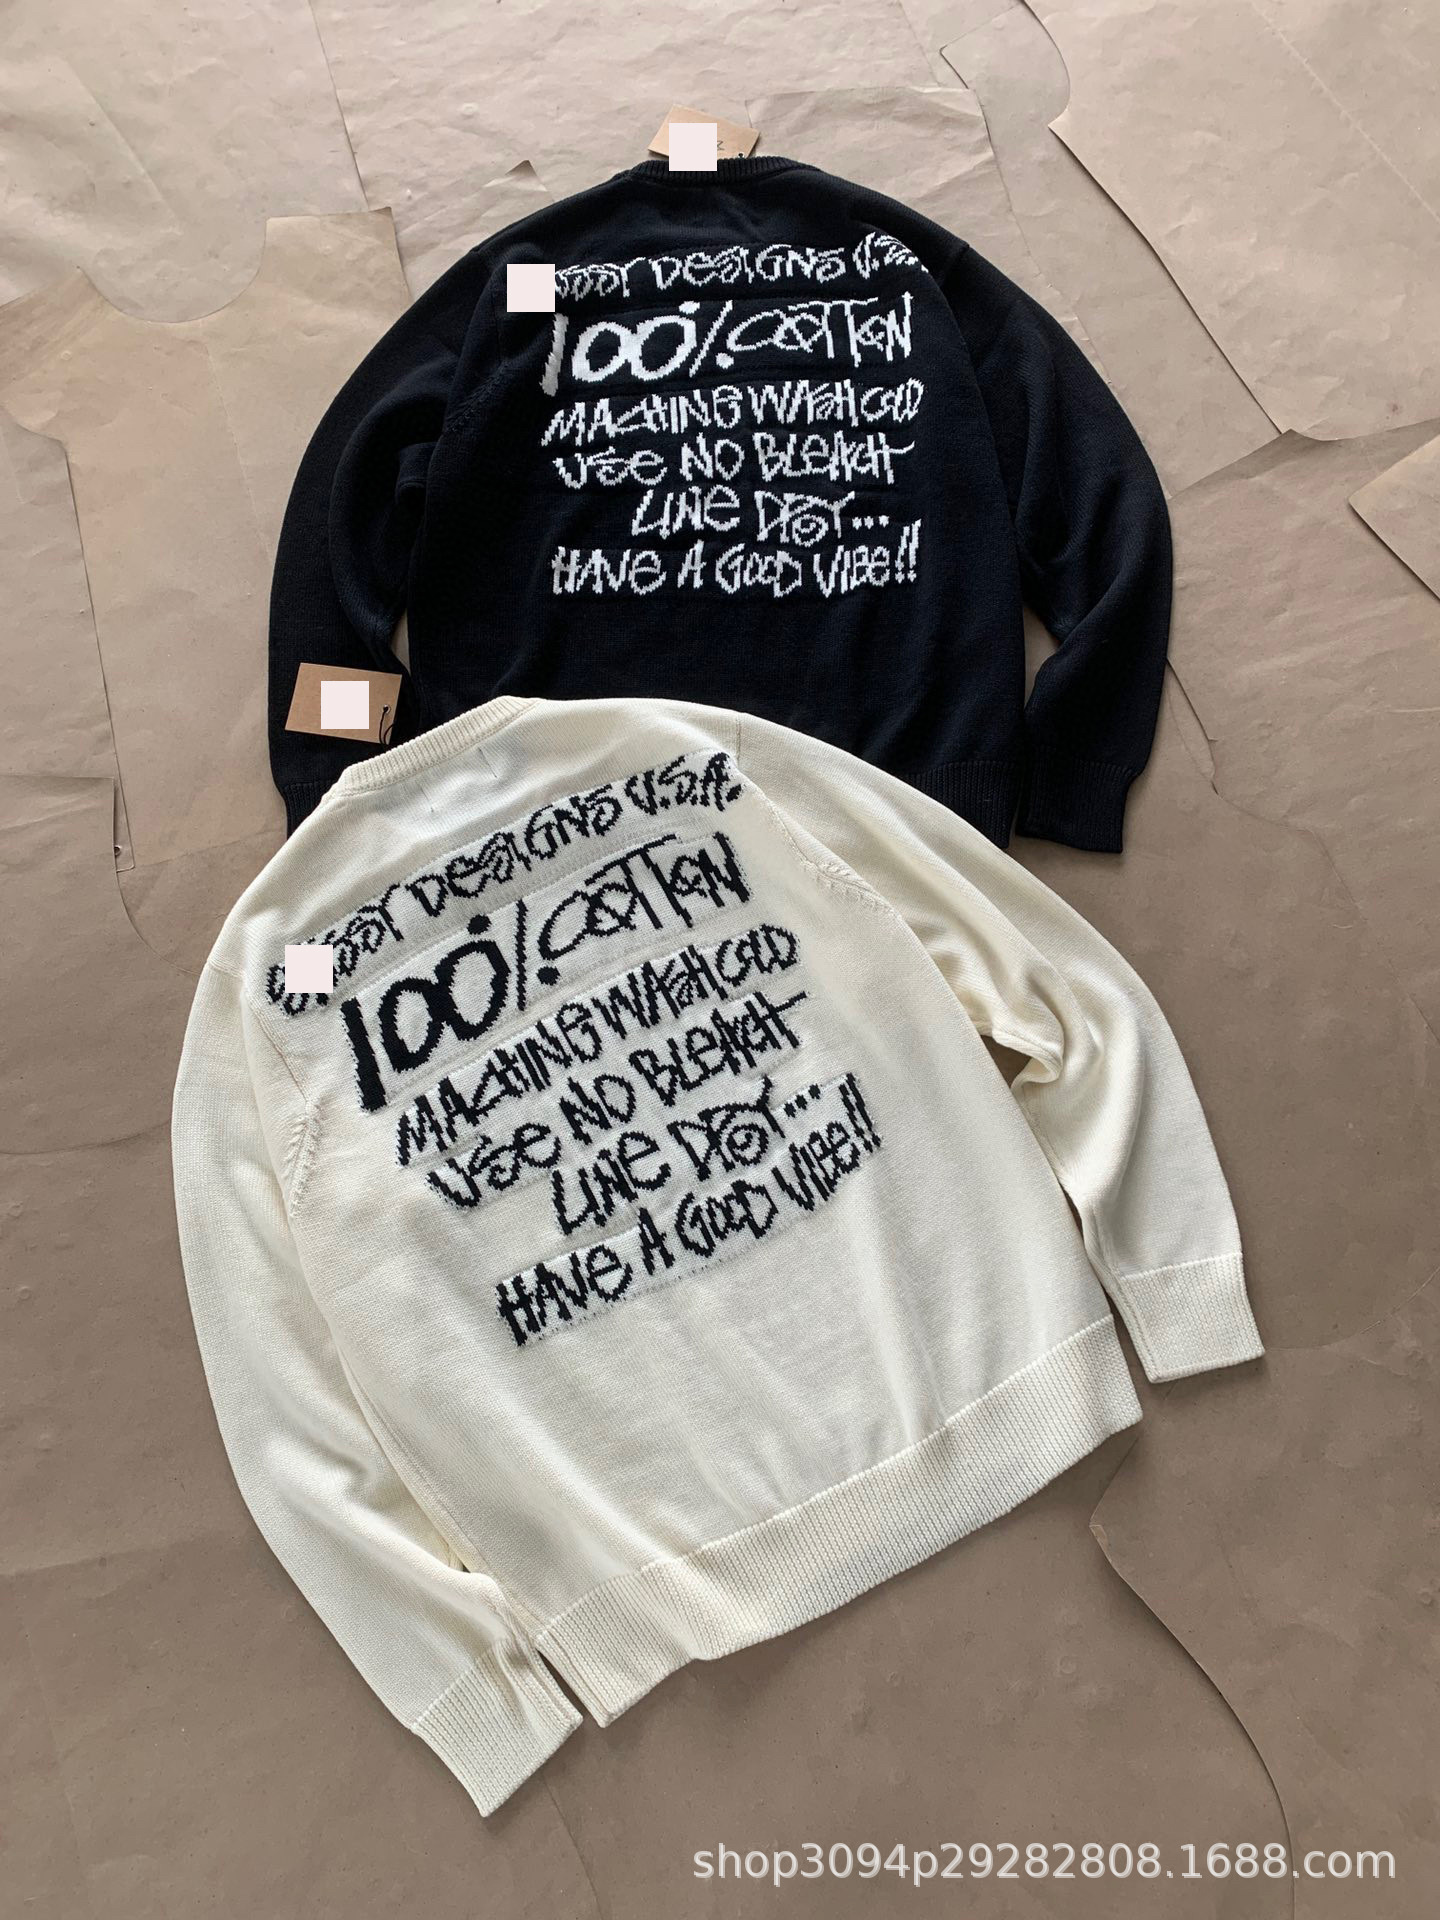 DESIGNS U.S.
100% COTTON
MACHINE WASH COLD
USE NO BLEACH
LINE DRY...
HAVE A GOOD VIBE!!
DESIGNS U.S.A.
100% COTTON
MACHINE WASH COLD
USE NO BLEACH
LINE DRY...
HAVE A GOOD VIBE!!
shop3094p29282808.1688.com